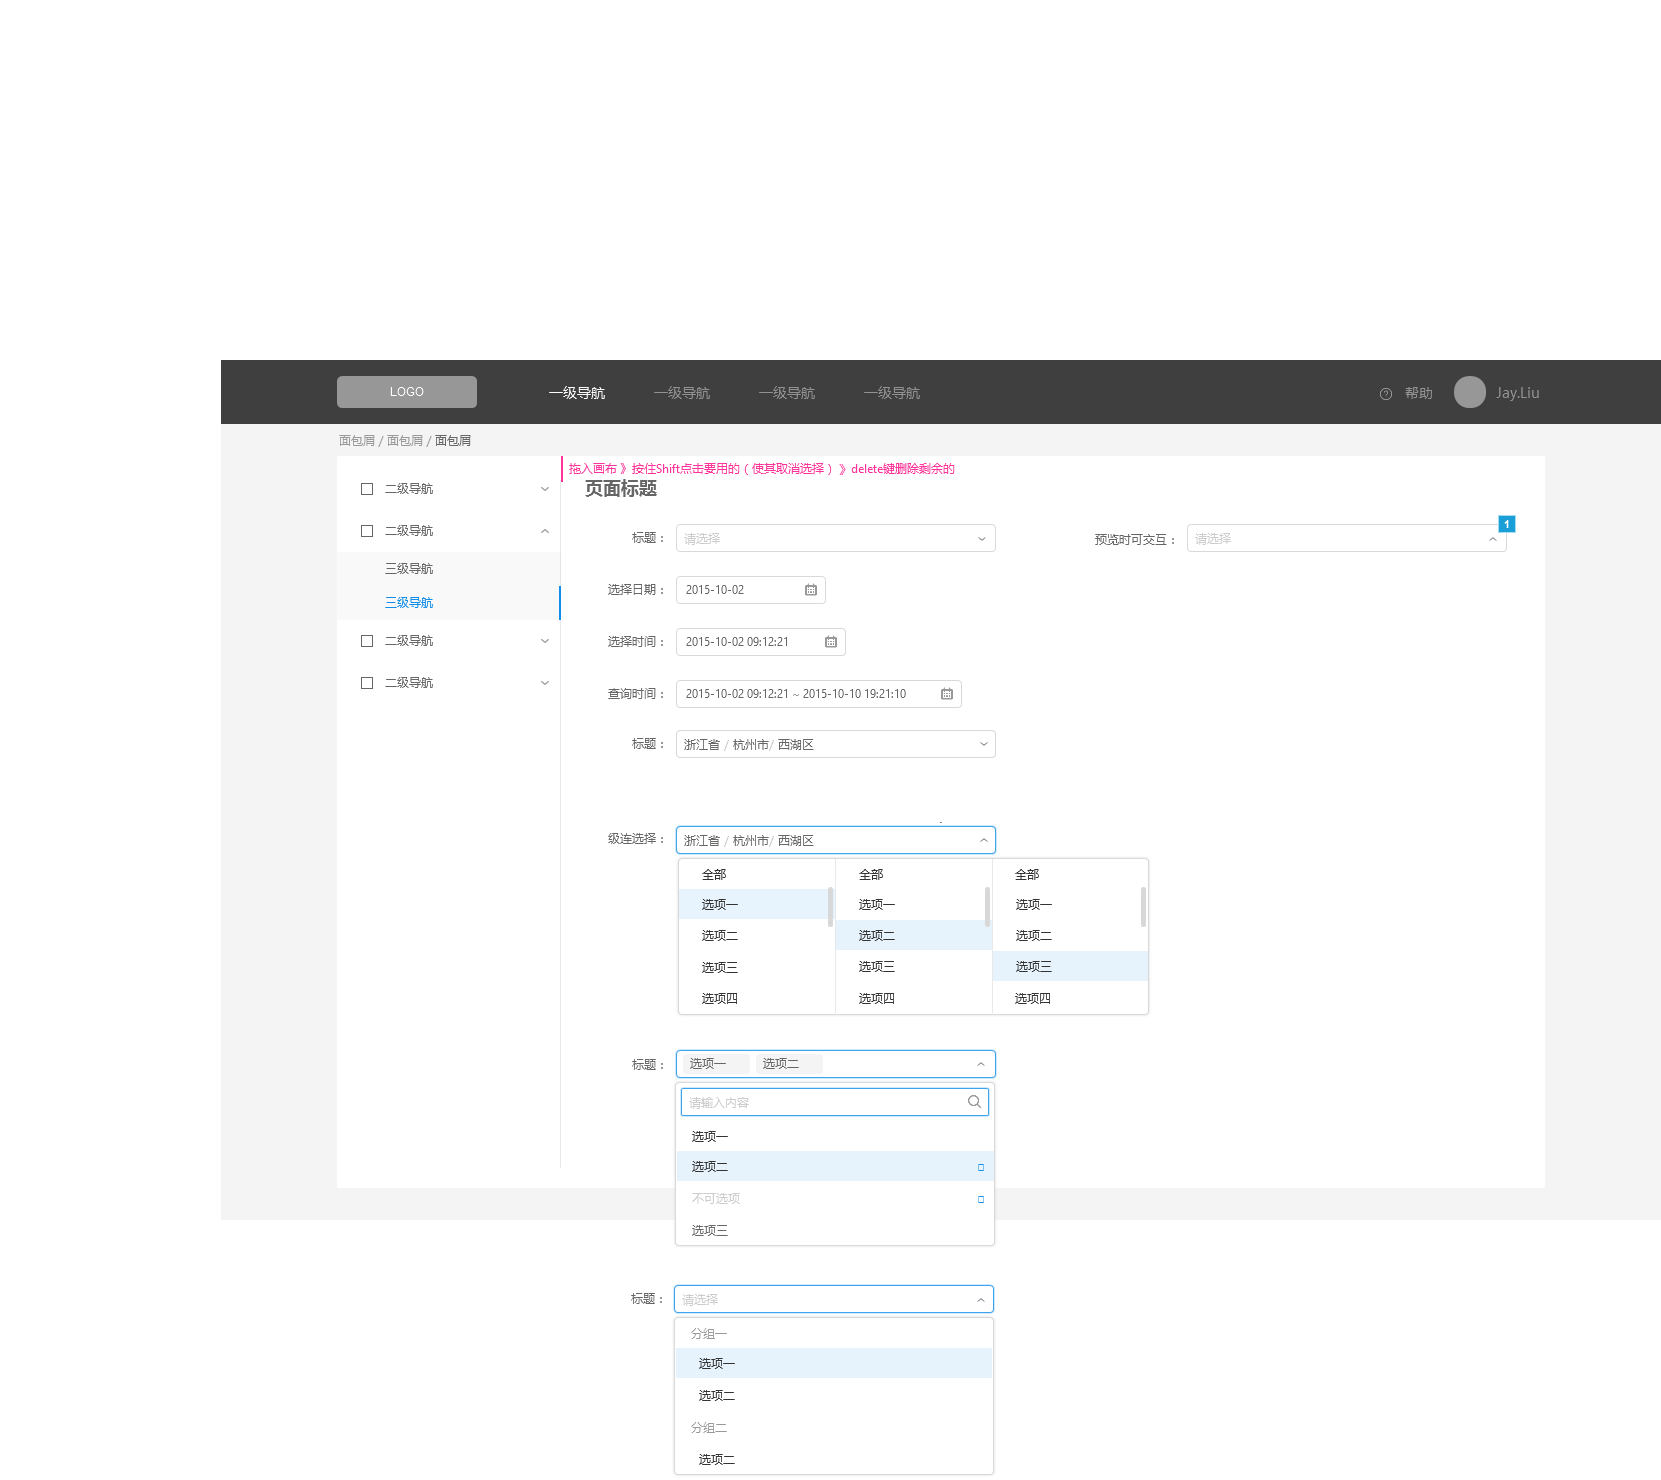 LOGO 一级导航 一级导航 一级导航 一级导航 帮助 Jay.Liu
面包屑 / 面包屑 / 面包屑
拖入画布 》按住Shift点击要用的（使其取消选择）》delete键删除剩余的
二级导航
页面标题
二级导航
三级导航
三级导航
二级导航
二级导航
标题： 请选择
预览时可交互： 请选择
1
选择日期： 2015-10-02
选择时间： 2015-10-02 09:12:21
查询时间： 2015-10-02 09:12:21 ~ 2015-10-10 19:21:10
标题： 浙江省 / 杭州市/ 西湖区
级连选择： 浙江省 / 杭州市/ 西湖区
全部 全部 全部
选项一 选项一 选项一
选项二 选项二 选项二
选项三 选项三 选项三
选项四 选项四 选项四
标题： 选项一 选项二
请输入内容
选项一
选项二
不可选项
选项三
标题： 请选择
分组一
选项一
选项二
分组二
选项二